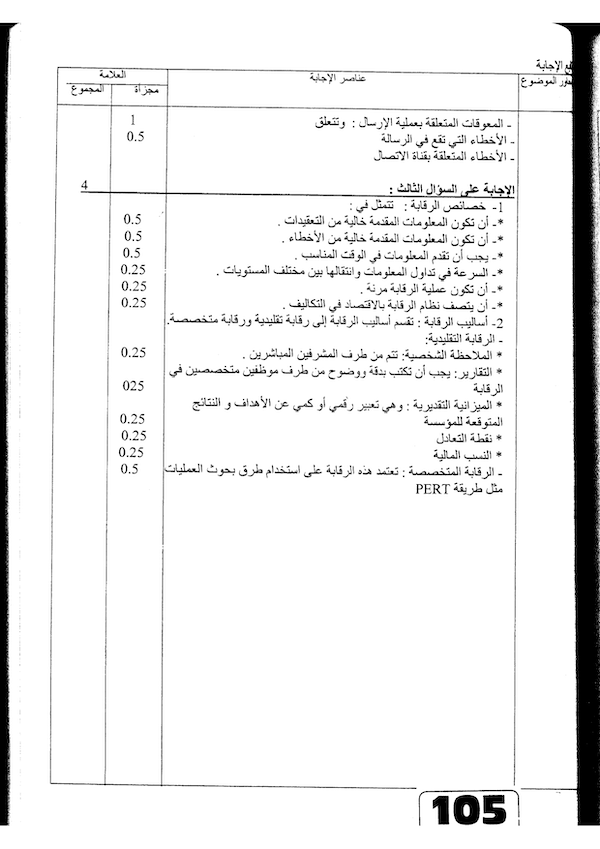 الإجابة
الموضوع
عناصر الإجابة
العلامة
مجزأة
المجموع
- المعوقات المتعلقة بعملية الإرسال : وتتعلق
1
- الأخطاء التي تقع في الرسالة
0.5
- الأخطاء المتعلقة بقناة الاتصال
الإجابة على السؤال الثالث :
4
1- خصائص الرقابة : تتمثل في :
*- أن تكون المعلومات المقدمة خالية من التعقيدات .
0.5
*- أن تكون المعلومات المقدمة خالية من الأخطاء .
0.5
*- يجب أن تقدم المعلومات في الوقت المناسب .
0.5
*- السرعة في تداول المعلومات وانتقالها بين مختلف المستويات .
0.25
*- أن تكون عملية الرقابة مرنة .
0.25
*- أن يتصف نظام الرقابة بالاقتصاد في التكاليف .
0.25
2- أساليب الرقابة : تقسم أساليب الرقابة إلى رقابة تقليدية ورقابة متخصصة.
- الرقابة التقليدية:
* الملاحظة الشخصية: تتم من طرف المشرفين المباشرين .
0.25
* التقارير: يجب أن تكتب بدقة ووضوح من طرف موظفين متخصصين في
الرقابة
025
* الميزانية التقديرية : وهي تعبير رقمي أو كمي عن الأهداف و النتائج
المتوقعة للمؤسسة
0.25
* نقطة التعادل
0.25
* النسب المالية
0.25
- الرقابة المتخصصة : تعتمد هذه الرقابة على استخدام طرق بحوث العمليات
0.5
مثل طريقة PERT
105